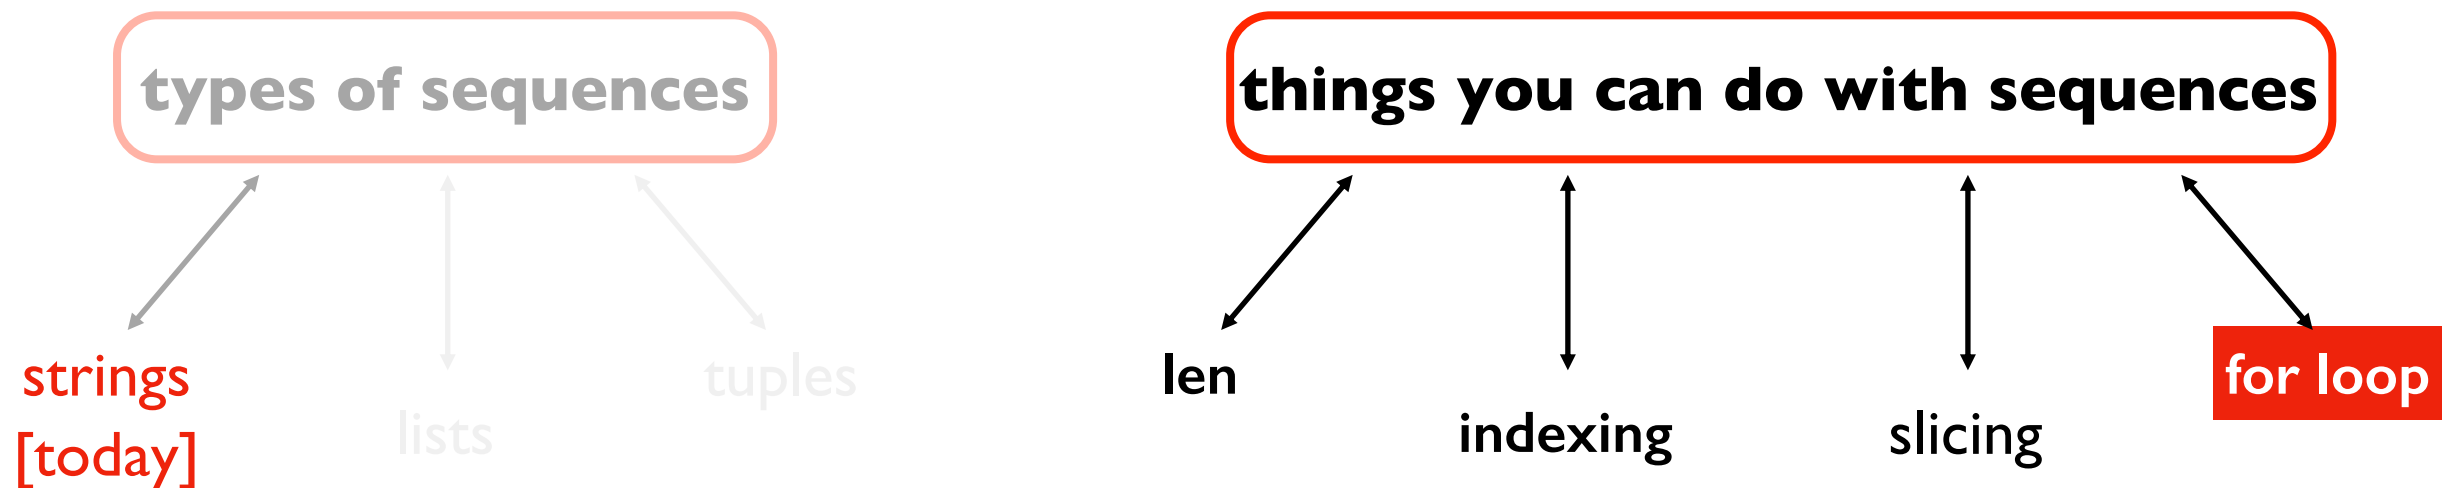 types of sequences
things you can do with sequences
strings
[today]
lists
tuples
len
indexing
slicing
for loop